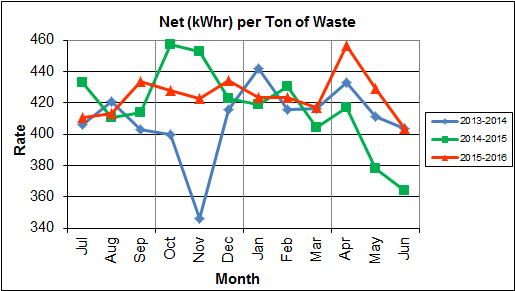 Net (kWhr) per Ton of Waste
460
440
420
400
380
360
340
Rate
Jul
Aug
Sep
Oct
Nov
Dec
Jan
Feb
Mar
Apr
May
Jun
Month
2013-2014
2014-2015
2015-2016